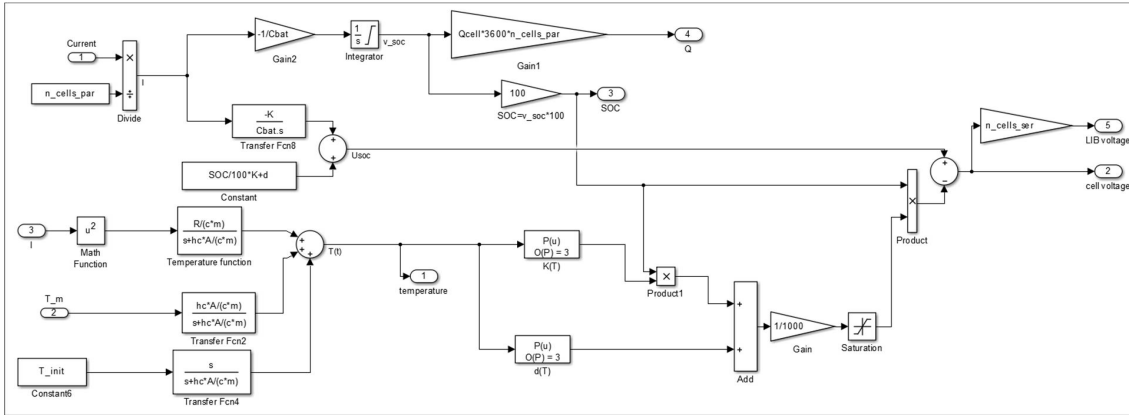 Current
1
n_cells_par
×
÷
Divide
I
-1/Cbat
Gain2
1
s
Integrator
v_soc
Qcell*3600*n_cells_par
Gain1
4
Q
100
SOC=v_soc*100
3
SOC
-K
Cbat.s
Transfer Fcn8
+
+
Usoc
SOC/100*K+d
Constant
n_cells_ser
5
LIB voltage
+
−
2
cell voltage
×
Product
3
I
u2
Math
Function
R/(c*m)
s+hc*A/(c*m)
Temperature function
+
+
+
T(t)
1
temperature
P(u)
O(P) = 3
K(T)
×
Product1
T_m
2
hc*A/(c*m)
s+hc*A/(c*m)
Transfer Fcn2
P(u)
O(P) = 3
d(T)
+
+
Add
1/1000
Gain
Saturation
T_init
Constant6
s
s+hc*A/(c*m)
Transfer Fcn4